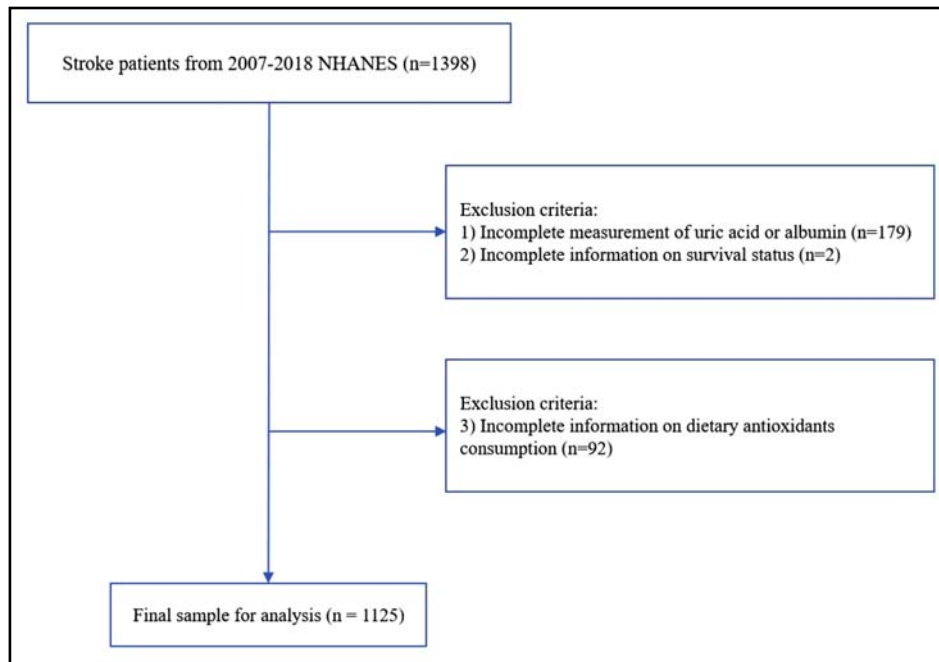 Stroke patients from 2007-2018 NHANES (n=1398)
Exclusion criteria:
1) Incomplete measurement of uric acid or albumin (n=179)
2) Incomplete information on survival status (n=2)
Exclusion criteria:
3) Incomplete information on dietary antioxidants
consumption (n=92)
Final sample for analysis (n = 1125)